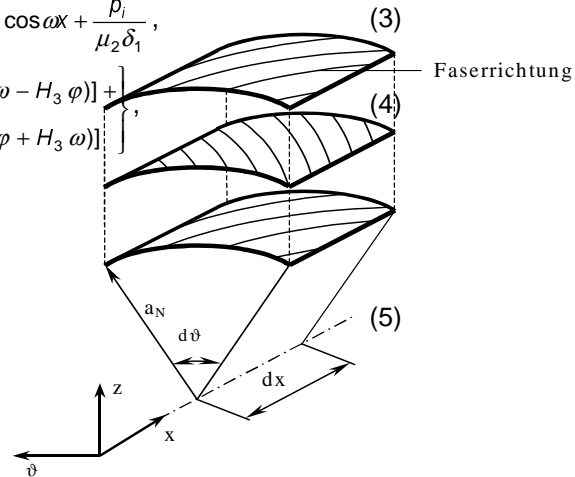 cos ωx + p_i / (μ_2 δ_1) ,
(3)
Faserrichtung
ω − H_3 φ)] +
(4)
,
φ + H_3 ω)]
a_N
dϑ
(5)
dx
z
x
ϑ